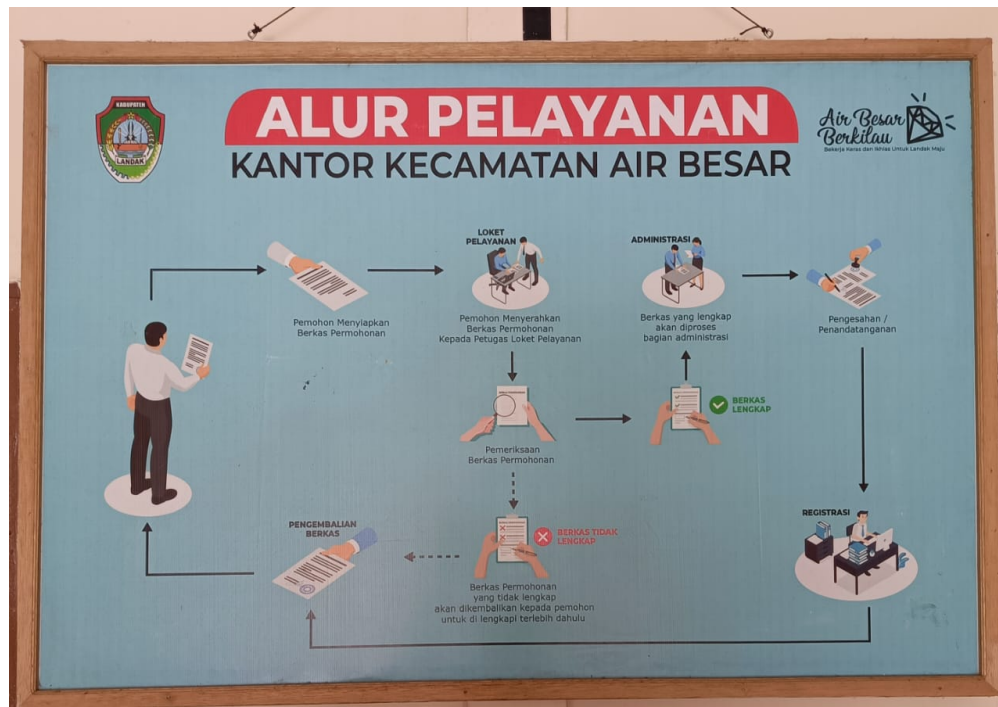 KABUPATEN
LANDAK
ALUR PELAYANAN
KANTOR KECAMATAN AIR BESAR
Air Besar
Berkilau
Bekerja Keras dan Ikhlas Untuk Landak Maju
Pemohon Menyiapkan
Berkas Permohonan
LOKET
PELAYANAN
Pemohon Menyerahkan
Berkas Permohonan
Kepada Petugas Loket Pelayanan
ADMINISTRASI
Berkas yang lengkap
akan diproses
bagian administrasi
Pengesahan /
Penandatanganan
Pemeriksaan
Berkas Permohonan
BERKAS
LENGKAP
BERKAS TIDAK
LENGKAP
Berkas Permohonan
yang tidak lengkap
akan dikembalikan kepada pemohon
untuk di lengkapi terlebih dahulu
PENGEMBALIAN
BERKAS
REGISTRASI